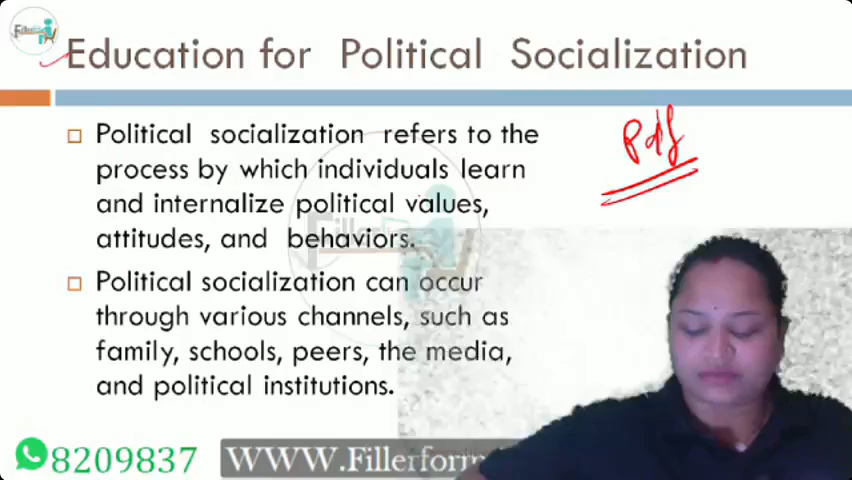 Education for Political Socialization
Political socialization refers to the
process by which individuals learn
and internalize political values,
attitudes, and behaviors.
Political socialization can occur
through various channels, such as
family, schools, peers, the media,
and political institutions.
Pdf
8209837
WWW.Fillerform